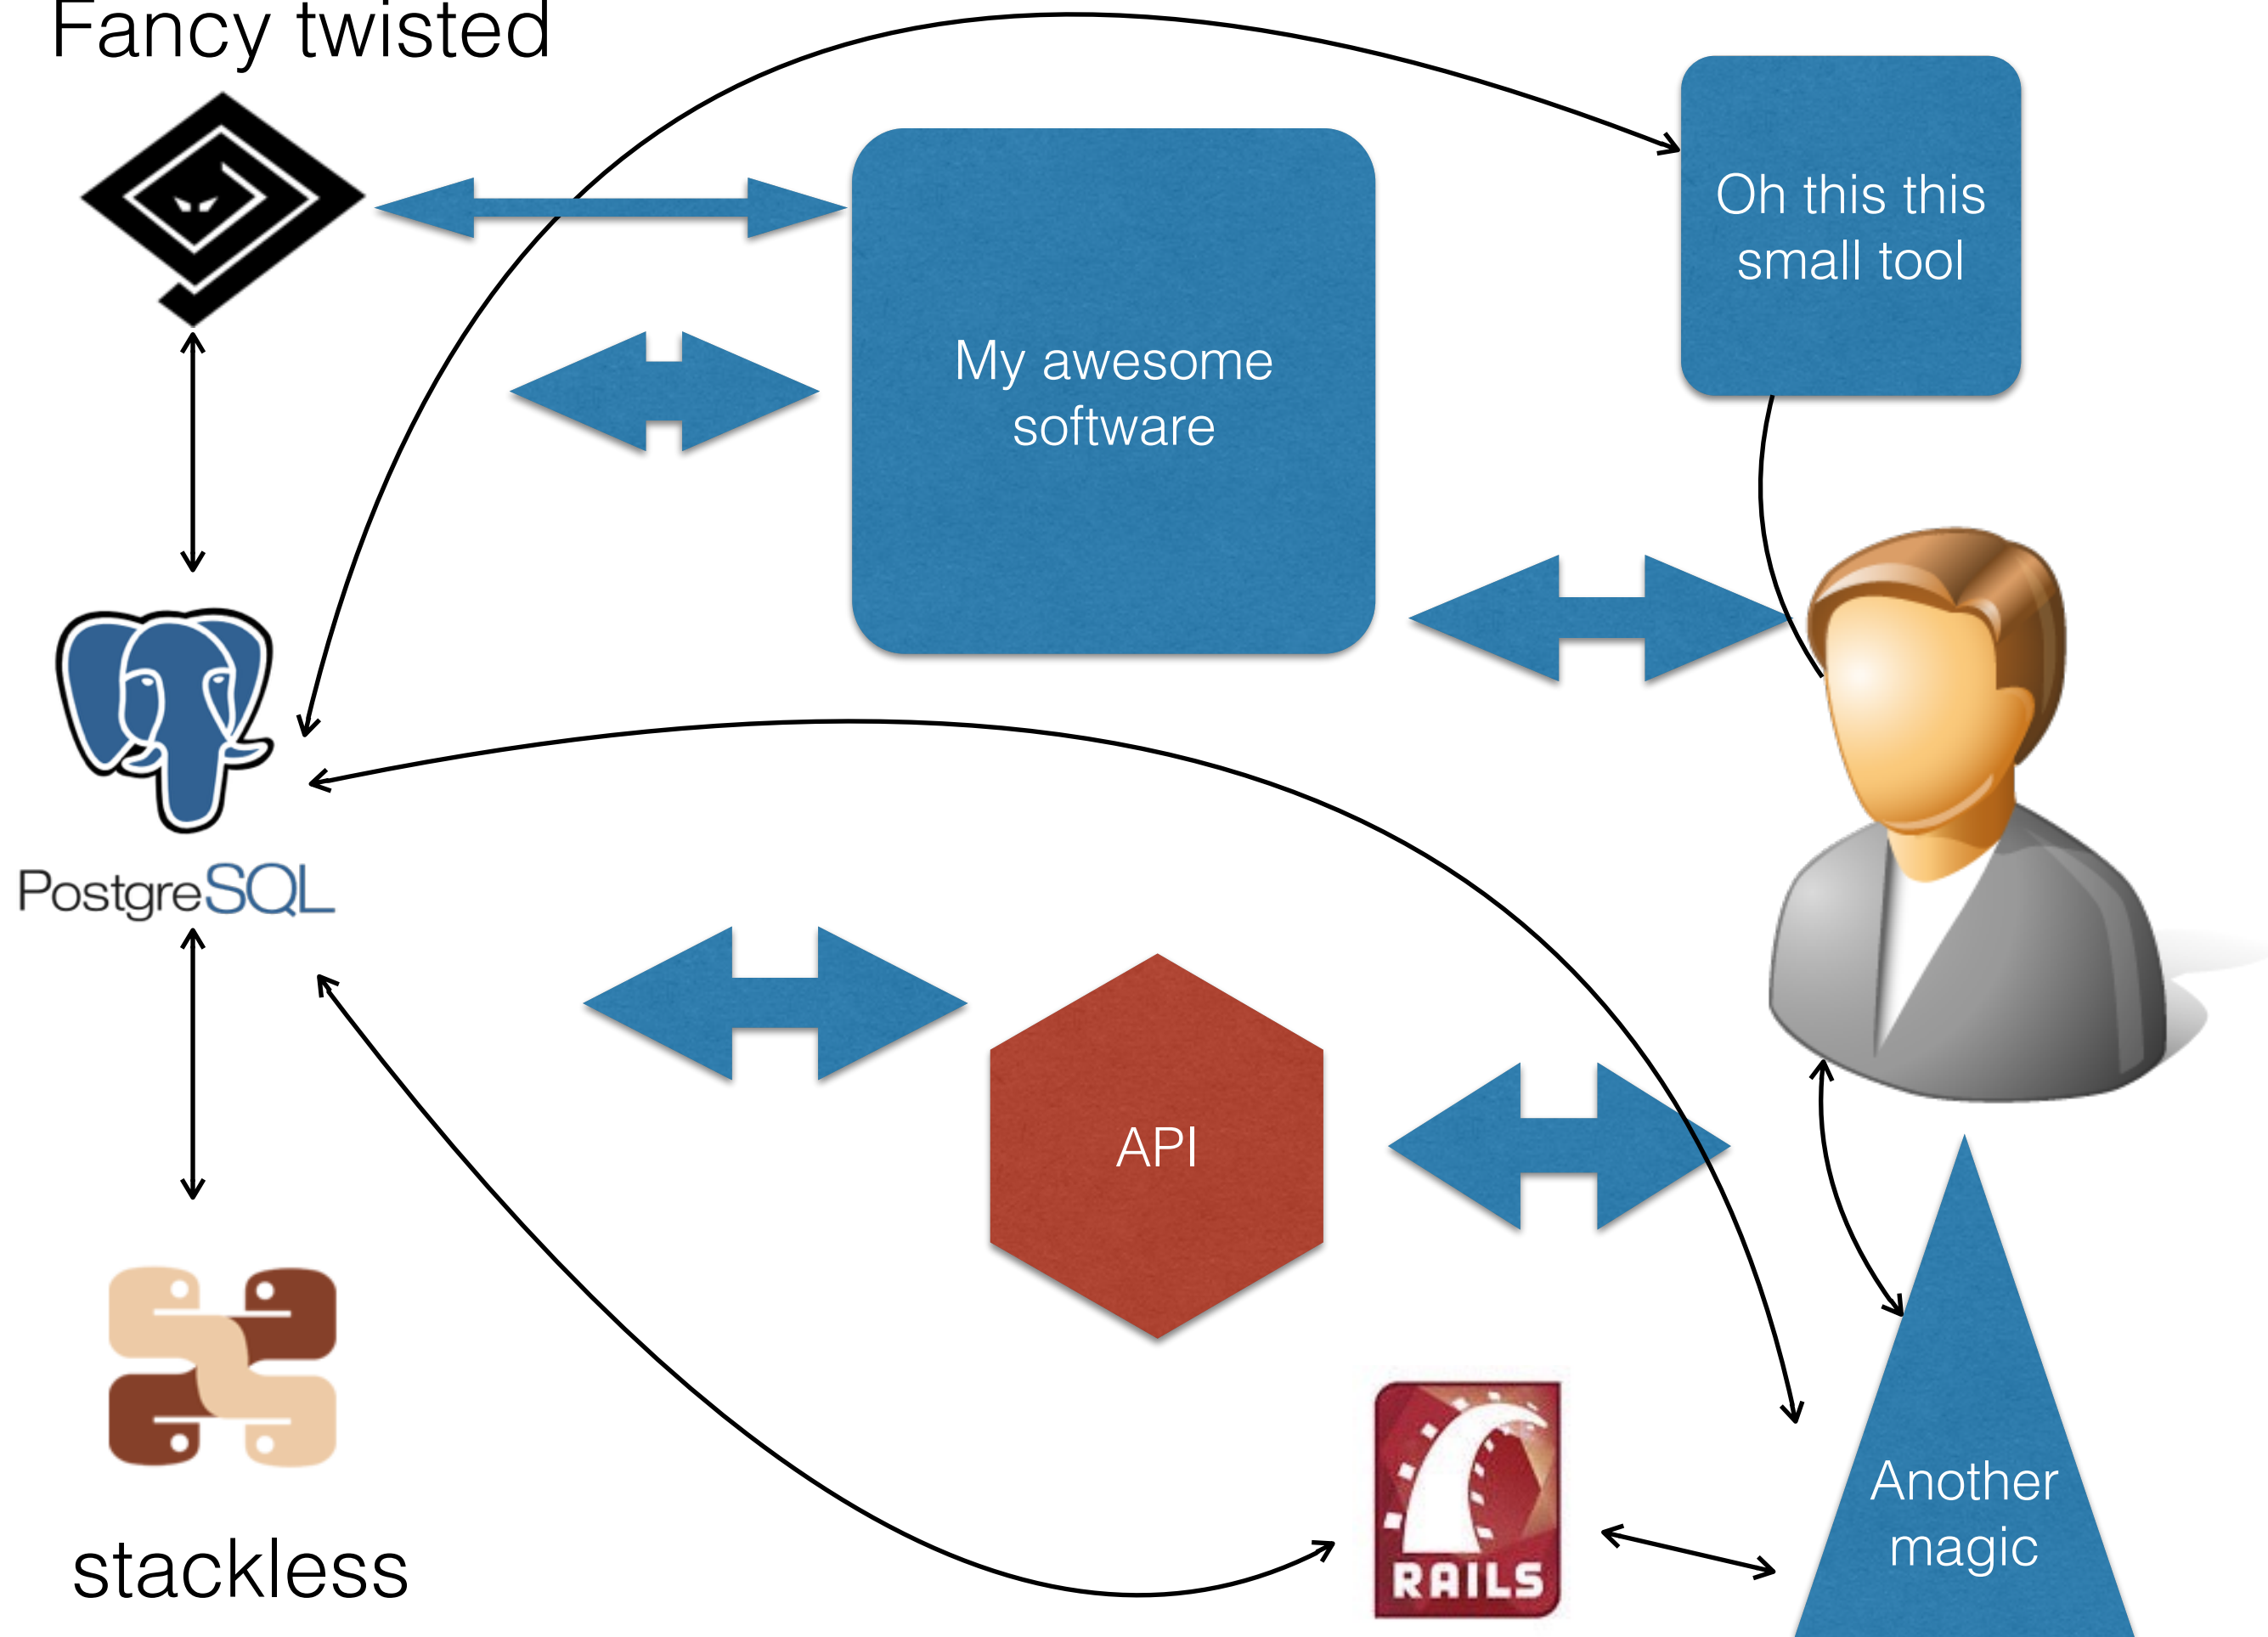 Fancy twisted
Oh this this
small tool
My awesome
software
PostgreSQL
API
RAILS
Another
magic
stackless